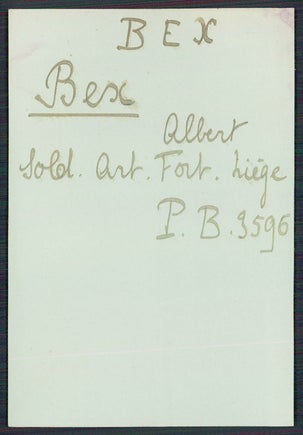 BEX
Bex
Albert
Sold. Art. Fort. Liège
P. B. 3596